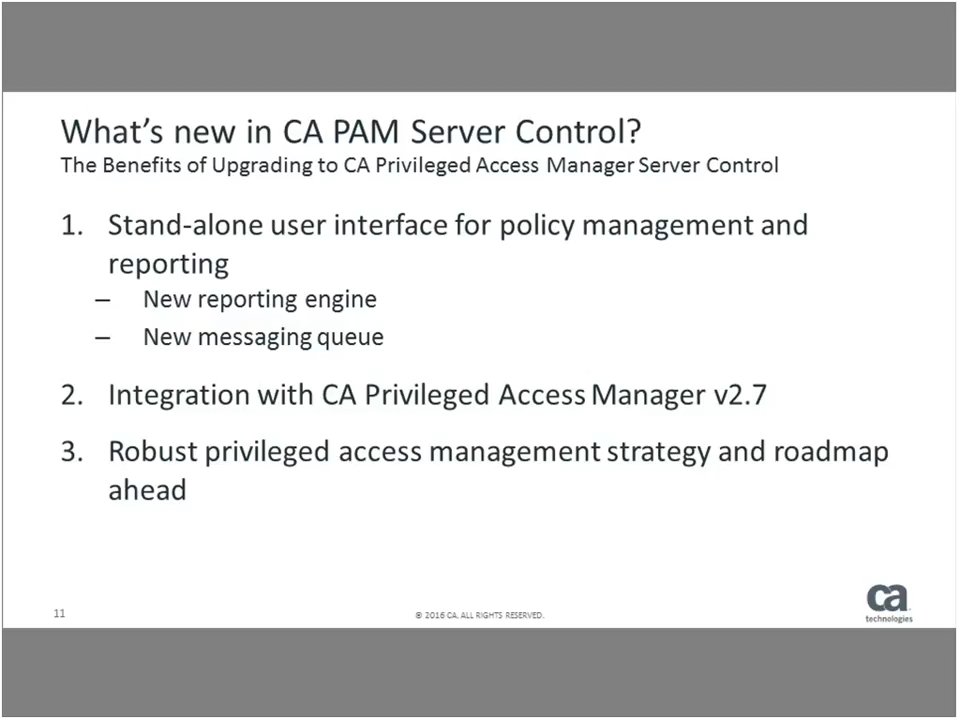 What's new in CA PAM Server Control?
The Benefits of Upgrading to CA Privileged Access Manager Server Control
1. Stand-alone user interface for policy management and
reporting
– New reporting engine
– New messaging queue
2. Integration with CA Privileged Access Manager v2.7
3. Robust privileged access management strategy and roadmap
ahead
11
© 2016 CA. ALL RIGHTS RESERVED.
ca
technologies